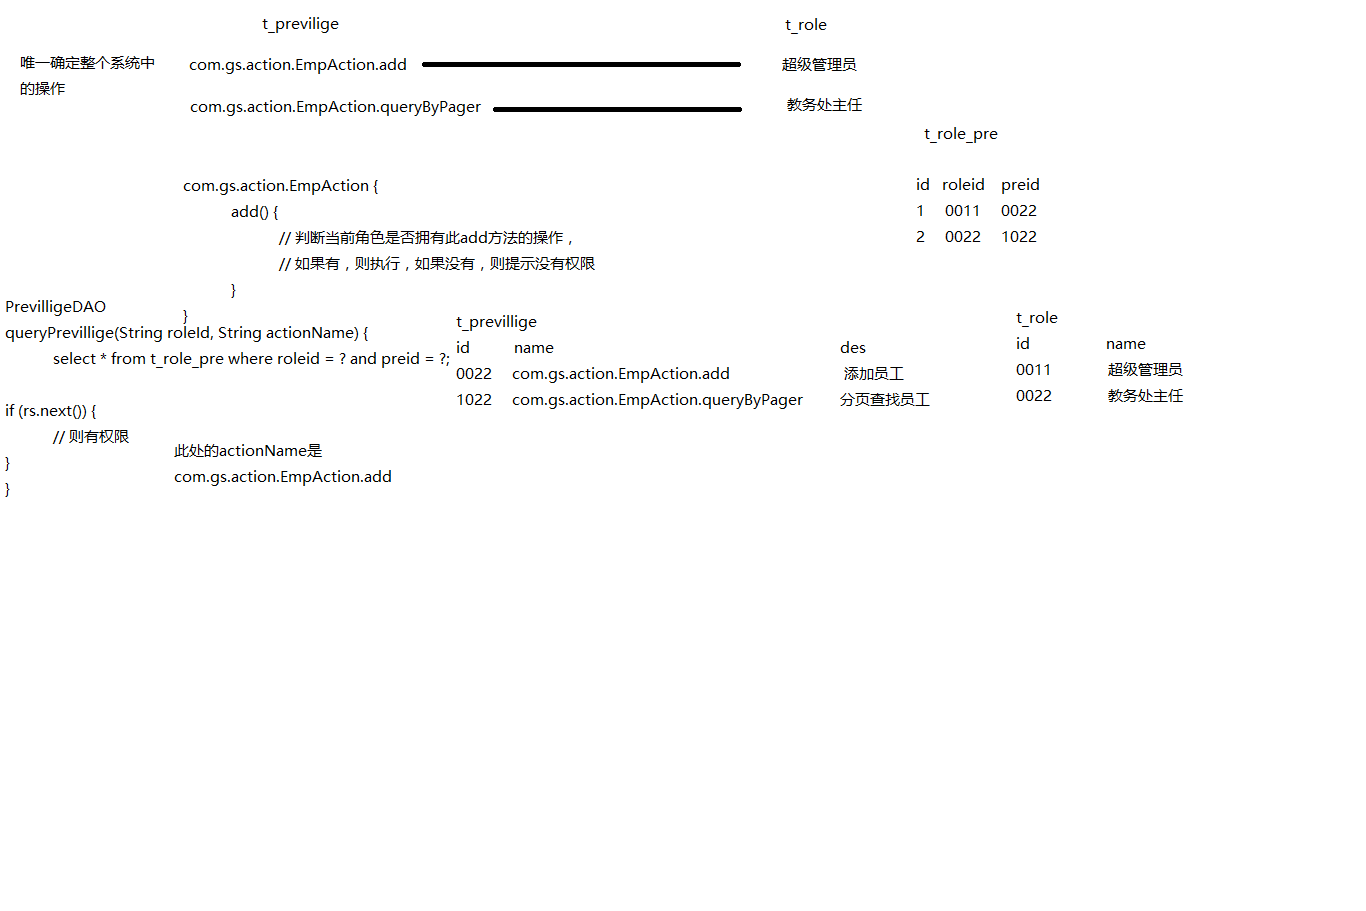 t_previlige
t_role
唯一确定整个系统中
的操作
com.gs.action.EmpAction.add
超级管理员
com.gs.action.EmpAction.queryByPager
教务处主任
t_role_pre
id roleid preid
1 0011 0022
2 0022 1022
com.gs.action.EmpAction {
add() {
// 判断当前角色是否拥有此add方法的操作，
// 如果有，则执行，如果没有，则提示没有权限
}
}
PrevilligeDAO
queryPrevillige(String roleId, String actionName) {
select * from t_role_pre where roleid = ? and preid = ?;
if (rs.next()) {
// 则有权限
}
}
此处的actionName是
com.gs.action.EmpAction.add
t_previllige
id name des
0022 com.gs.action.EmpAction.add 添加员工
1022 com.gs.action.EmpAction.queryByPager 分页查找员工
t_role
id name
0011 超级管理员
0022 教务处主任